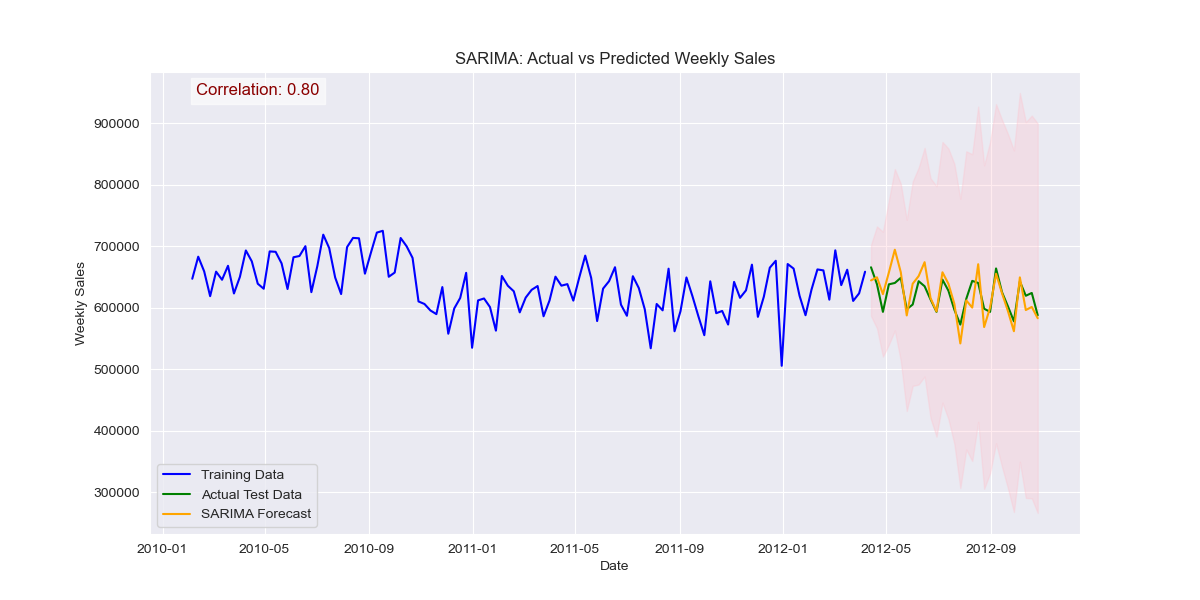 SARIMA: Actual vs Predicted Weekly Sales
Correlation: 0.80
Weekly Sales
900000
800000
700000
600000
500000
400000
300000
Training Data
Actual Test Data
SARIMA Forecast
2010-01 2010-05 2010-09 2011-01 2011-05 2011-09 2012-01 2012-05 2012-09
Date